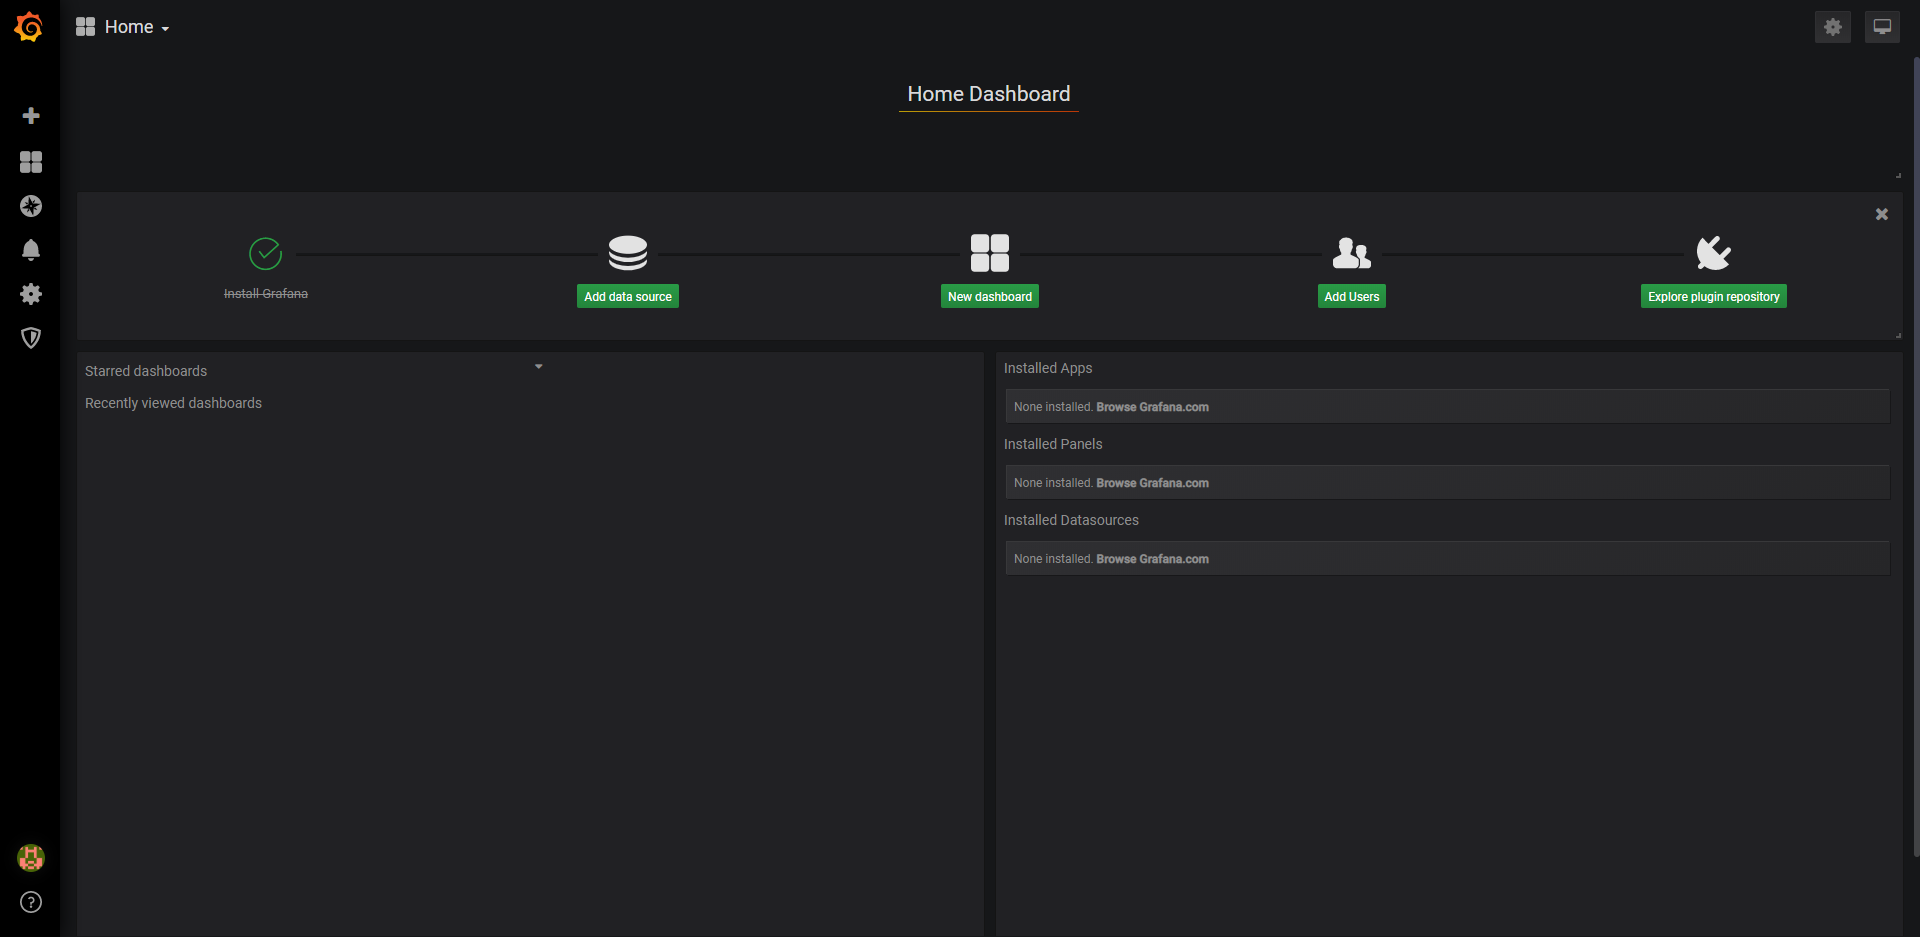 Home
Home Dashboard
Install Grafana
Add data source
New dashboard
Add Users
Explore plugin repository
Starred dashboards
Recently viewed dashboards
Installed Apps
None installed. Browse Grafana.com
Installed Panels
None installed. Browse Grafana.com
Installed Datasources
None installed. Browse Grafana.com